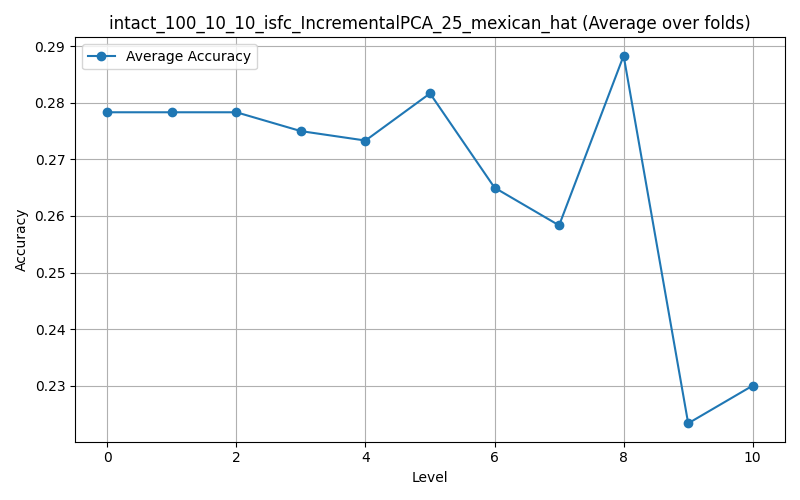 intact_100_10_10_isfc_IncrementalPCA_25_mexican_hat (Average over folds)
Average Accuracy
0.29
0.28
0.27
0.26
0.25
0.24
0.23
Accuracy
0 2 4 6 8 10
Level